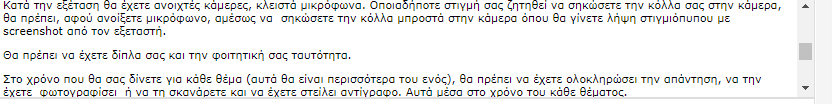 Κατά την εξέταση θα έχετε ανοιχτές κάμερες, κλειστά μικρόφωνα. Οποιαδήποτε στιγμή σας ζητηθεί να σηκώσετε την κόλλα σας στην κάμερα,
θα πρέπει, αφού ανοίξετε μικρόφωνο, αμέσως να  σηκώσετε την κόλλα μπροστά στην κάμερα όπου θα γίνετε λήψη στιγμιόπυπου με
screenshot από τον εξεταστή.
Θα πρέπει να έχετε δίπλα σας και την φοιτητική σας ταυτότητα.
Στο χρόνο που θα σας δίνετε για κάθε θέμα (αυτά θα είναι περισσότερα του ενός), θα πρέπει να έχετε ολοκληρώσει την απάντηση, να την
έχετε  φωτογραφίσει  ή να τη σκανάρετε και να έχετε στείλει αντίγραφο. Αυτά μέσα στο χρόνο του κάθε θέματος.